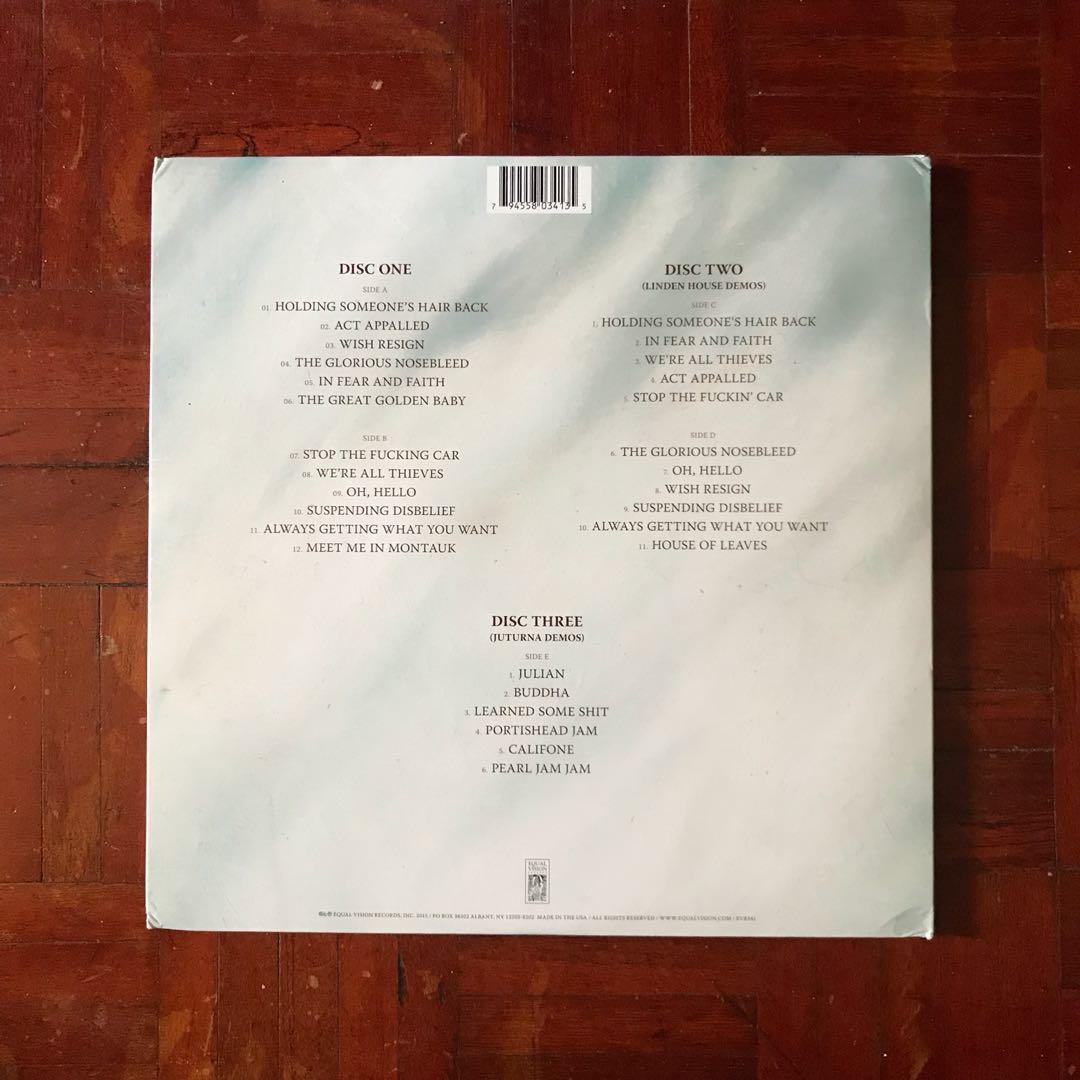 7 94558 03413 5
DISC ONE
SIDE A
01. HOLDING SOMEONE'S HAIR BACK
02. ACT APPALLED
03. WISH RESIGN
04. THE GLORIOUS NOSEBLEED
05. IN FEAR AND FAITH
06. THE GREAT GOLDEN BABY
SIDE B
07. STOP THE FUCKING CAR
08. WE'RE ALL THIEVES
09. OH, HELLO
10. SUSPENDING DISBELIEF
11. ALWAYS GETTING WHAT YOU WANT
12. MEET ME IN MONTAUK
DISC TWO
(LINDEN HOUSE DEMOS)
SIDE C
1. HOLDING SOMEONE'S HAIR BACK
2. IN FEAR AND FAITH
3. WE'RE ALL THIEVES
4. ACT APPALLED
5. STOP THE FUCKIN' CAR
SIDE D
6. THE GLORIOUS NOSEBLEED
7. OH, HELLO
8. WISH RESIGN
9. SUSPENDING DISBELIEF
10. ALWAYS GETTING WHAT YOU WANT
11. HOUSE OF LEAVES
DISC THREE
(JUTURNA DEMOS)
SIDE E
1. JULIAN
2. BUDDHA
3. LEARNED SOME SHIT
4. PORTISHEAD JAM
5. CALIFONE
6. PEARL JAM JAM
EQUAL
VISION
EQUAL VISION RECORDS, INC. 2015 / PO BOX 38202 ALBANY, NY 12203-8202 MADE IN THE USA / ALL RIGHTS RESERVED / WWW.EQUALVISION.COM /